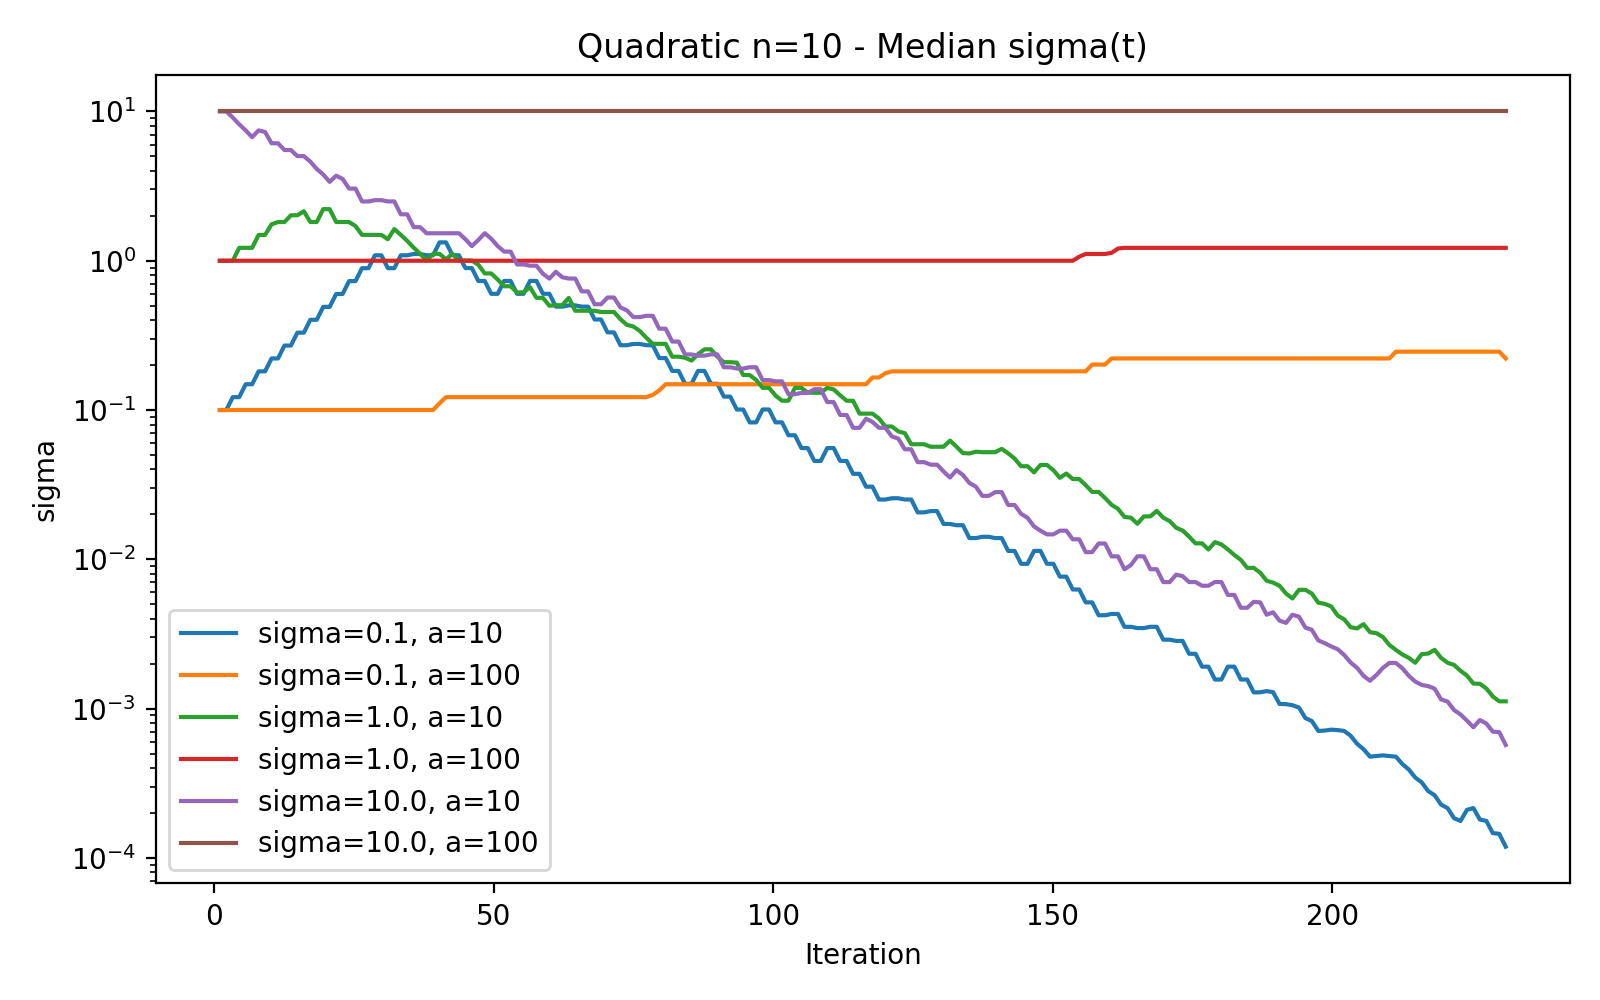 Quadratic n=10 - Median sigma(t)
sigma
10¹
10⁰
10⁻¹
10⁻²
10⁻³
10⁻⁴
sigma=0.1, a=10
sigma=0.1, a=100
sigma=1.0, a=10
sigma=1.0, a=100
sigma=10.0, a=10
sigma=10.0, a=100
0 50 100 150 200
Iteration